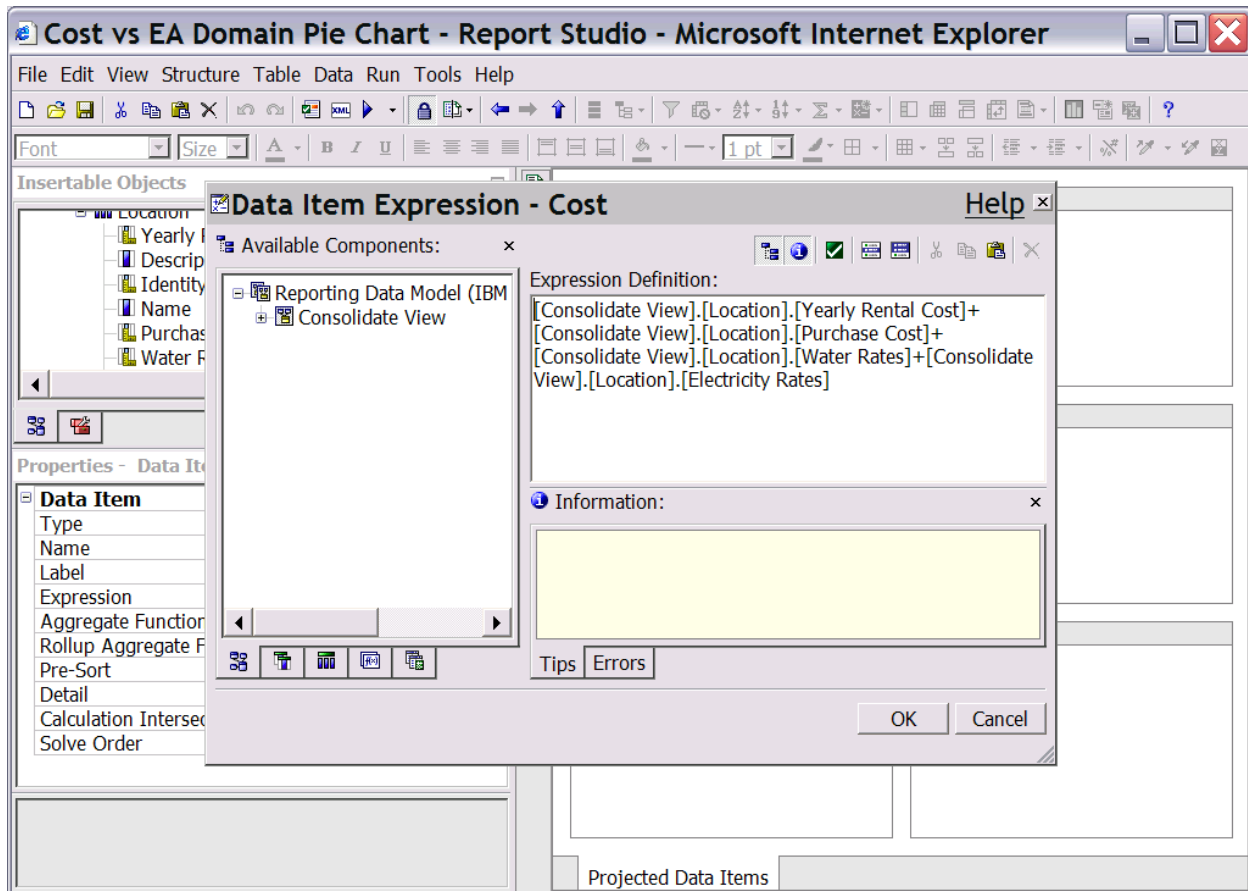 Cost vs EA Domain Pie Chart - Report Studio - Microsoft Internet Explorer
File Edit View Structure Table Data Run Tools Help
Font Size A B I U 1 pt
Insertable Objects
Location
Yearly
Descrip
Identity
Name
Purchas
Water R
Properties - Data Ite
Data Item
Type
Name
Label
Expression
Aggregate Function
Rollup Aggregate F
Pre-Sort
Detail
Calculation Intersec
Solve Order
Data Item Expression - Cost
Help
Available Components:
Reporting Data Model (IBM
Consolidate View
Expression Definition:
[Consolidate View].[Location].[Yearly Rental Cost]+
[Consolidate View].[Location].[Purchase Cost]+
[Consolidate View].[Location].[Water Rates]+[Consolidate
View].[Location].[Electricity Rates]
Information:
Tips Errors
OK Cancel
Projected Data Items